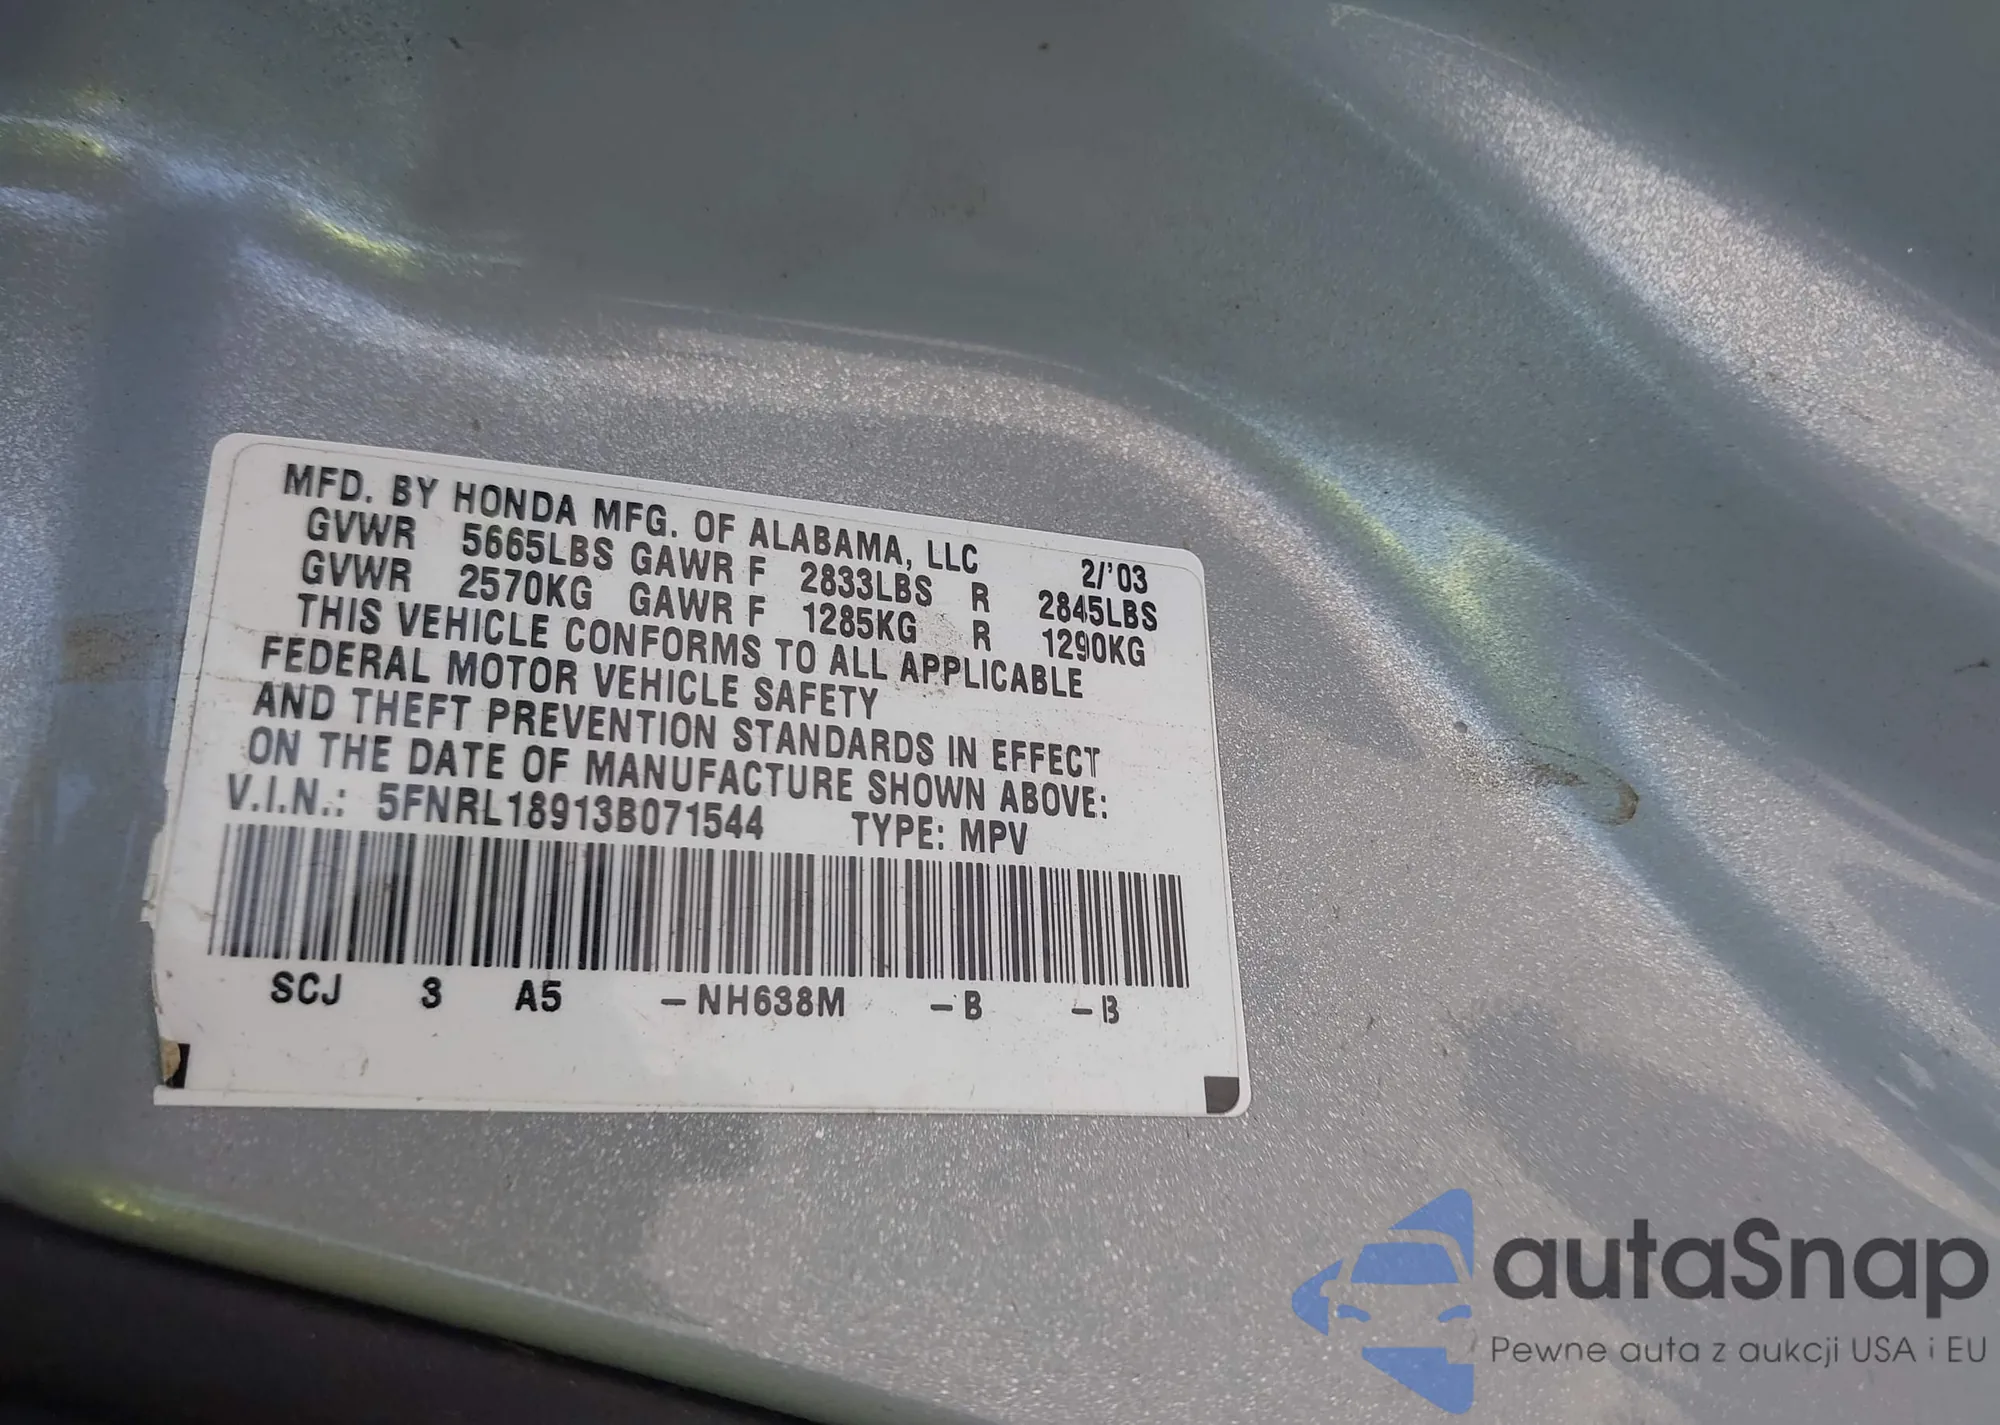 MFD. BY HONDA MFG. OF ALABAMA, LLC 2/'03
GVWR 5665LBS GAWR F 2833LBS R 2845LBS
GVWR 2570KG GAWR F 1285KG R 1290KG
THIS VEHICLE CONFORMS TO ALL APPLICABLE
FEDERAL MOTOR VEHICLE SAFETY
AND THEFT PREVENTION STANDARDS IN EFFECT
ON THE DATE OF MANUFACTURE SHOWN ABOVE:
V.I.N.: 5FNRL18913B071544 TYPE: MPV
SCJ 3 A5 -NH638M -B -B
autaSnap
Pewne auta z aukcji USA i EU